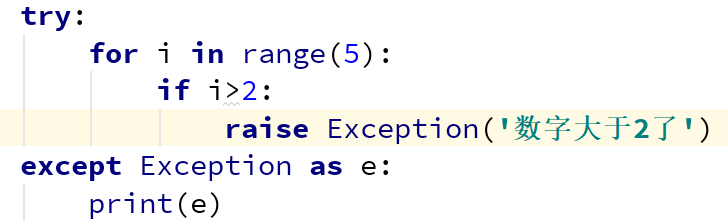 try:
    for i in range(5):
        if i>2:
            raise Exception('数字大于2了')
except Exception as e:
    print(e)